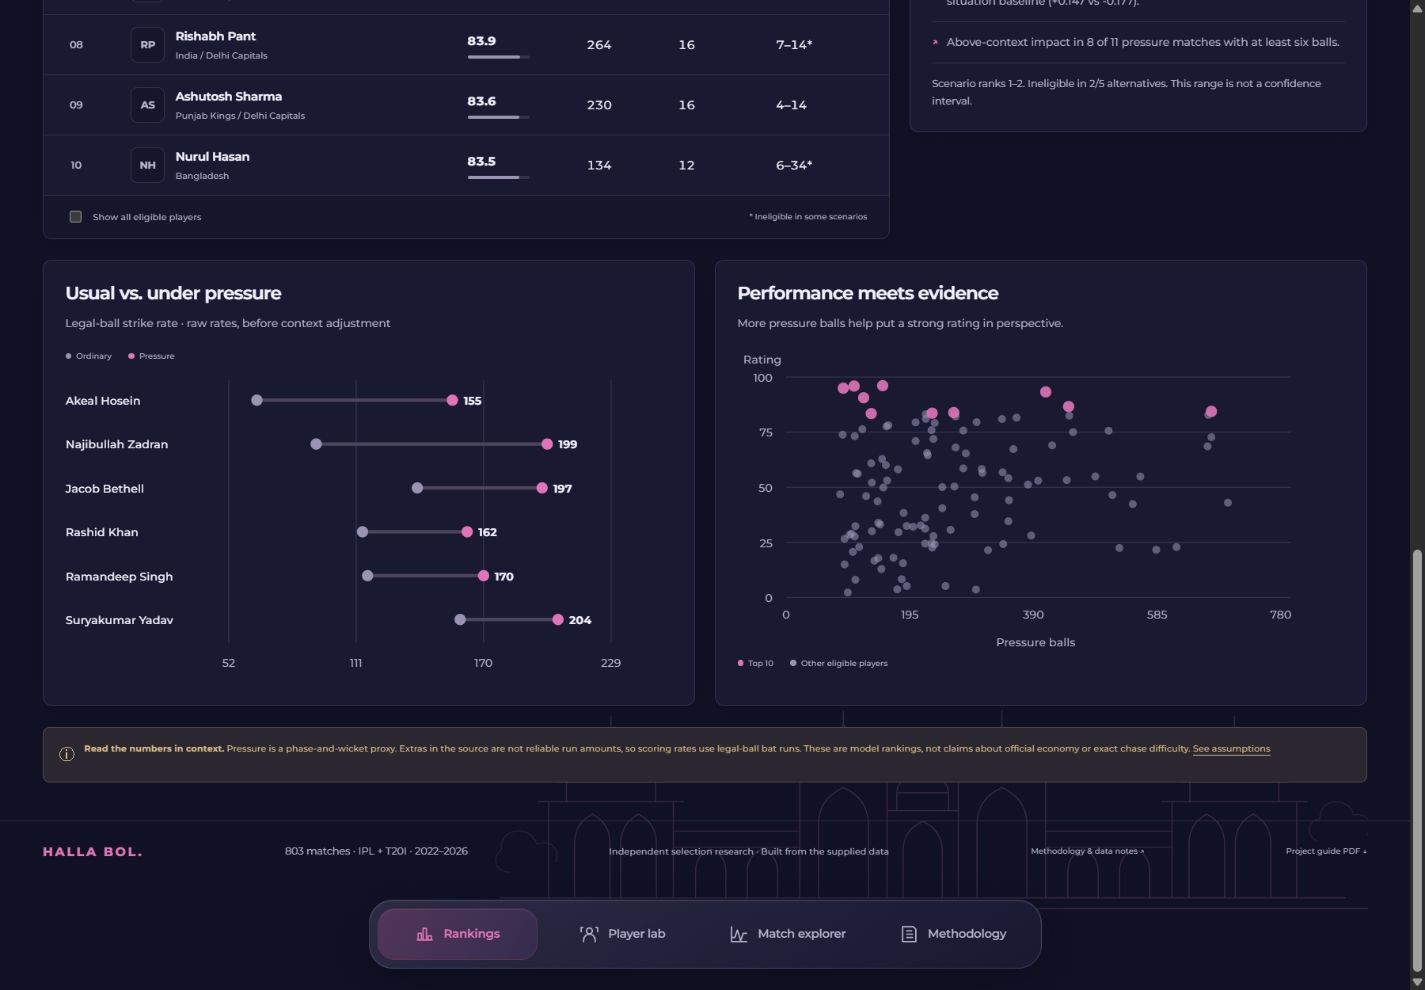 situation baseline (+0.147 vs -0.177).
Above-context impact in 8 of 11 pressure matches with at least six balls.
Scenario ranks 1–2. Ineligible in 2/5 alternatives. This range is not a confidence
interval.
08 RP Rishabh Pant 83.9 264 16 7–14*
India / Delhi Capitals
09 AS Ashutosh Sharma 83.6 230 16 4–14
Punjab Kings / Delhi Capitals
10 NH Nurul Hasan 83.5 134 12 6–34*
Bangladesh
Show all eligible players * Ineligible in some scenarios
Usual vs. under pressure
Legal-ball strike rate · raw rates, before context adjustment
Ordinary Pressure
Akeal Hosein 155
Najibullah Zadran 199
Jacob Bethell 197
Rashid Khan 162
Ramandeep Singh 170
Suryakumar Yadav 204
52 111 170 229
Performance meets evidence
More pressure balls help put a strong rating in perspective.
Rating
100
75
50
25
0
0 195 390 585 780
Pressure balls
Top 10 Other eligible players
Read the numbers in context. Pressure is a phase-and-wicket proxy. Extras in the source are not reliable run amounts, so scoring rates use legal-ball bat runs. These are model rankings, not claims about official economy or exact chase difficulty. See assumptions
HALLA BOL. 803 matches · IPL + T20I · 2022–2026 Independent selection research · Built from the supplied data Methodology & data notes ↗ Project guide PDF ↓
Rankings Player lab Match explorer Methodology